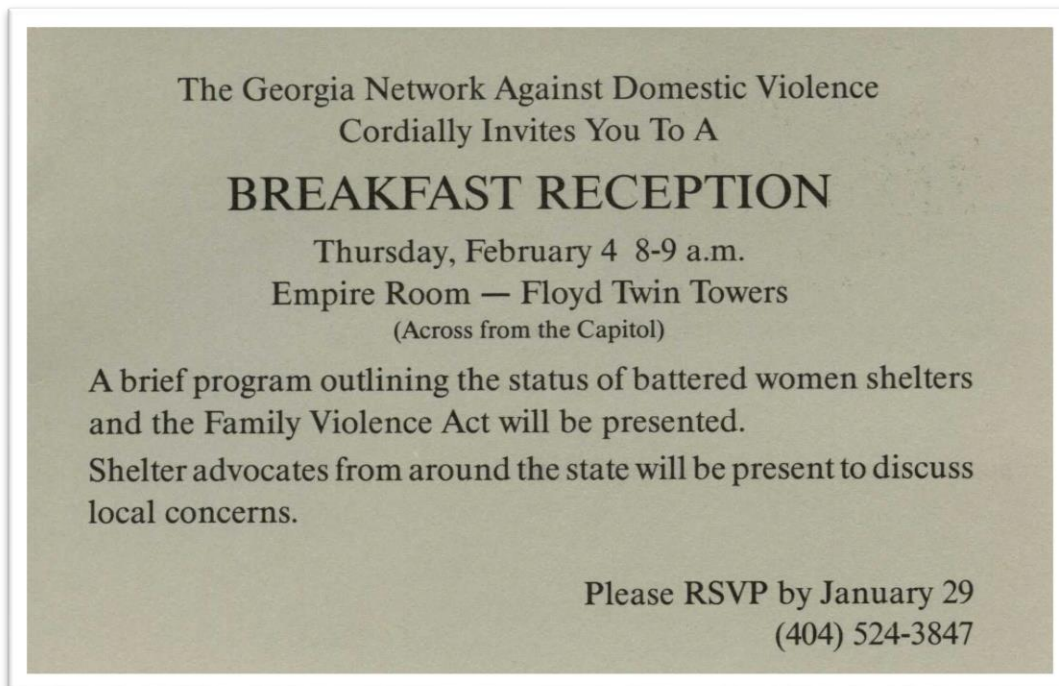 The Georgia Network Against Domestic Violence
Cordially Invites You To A
BREAKFAST RECEPTION
Thursday, February 4  8-9 a.m.
Empire Room — Floyd Twin Towers
(Across from the Capitol)
A brief program outlining the status of battered women shelters
and the Family Violence Act will be presented.
Shelter advocates from around the state will be present to discuss
local concerns.
Please RSVP by January 29
(404) 524-3847